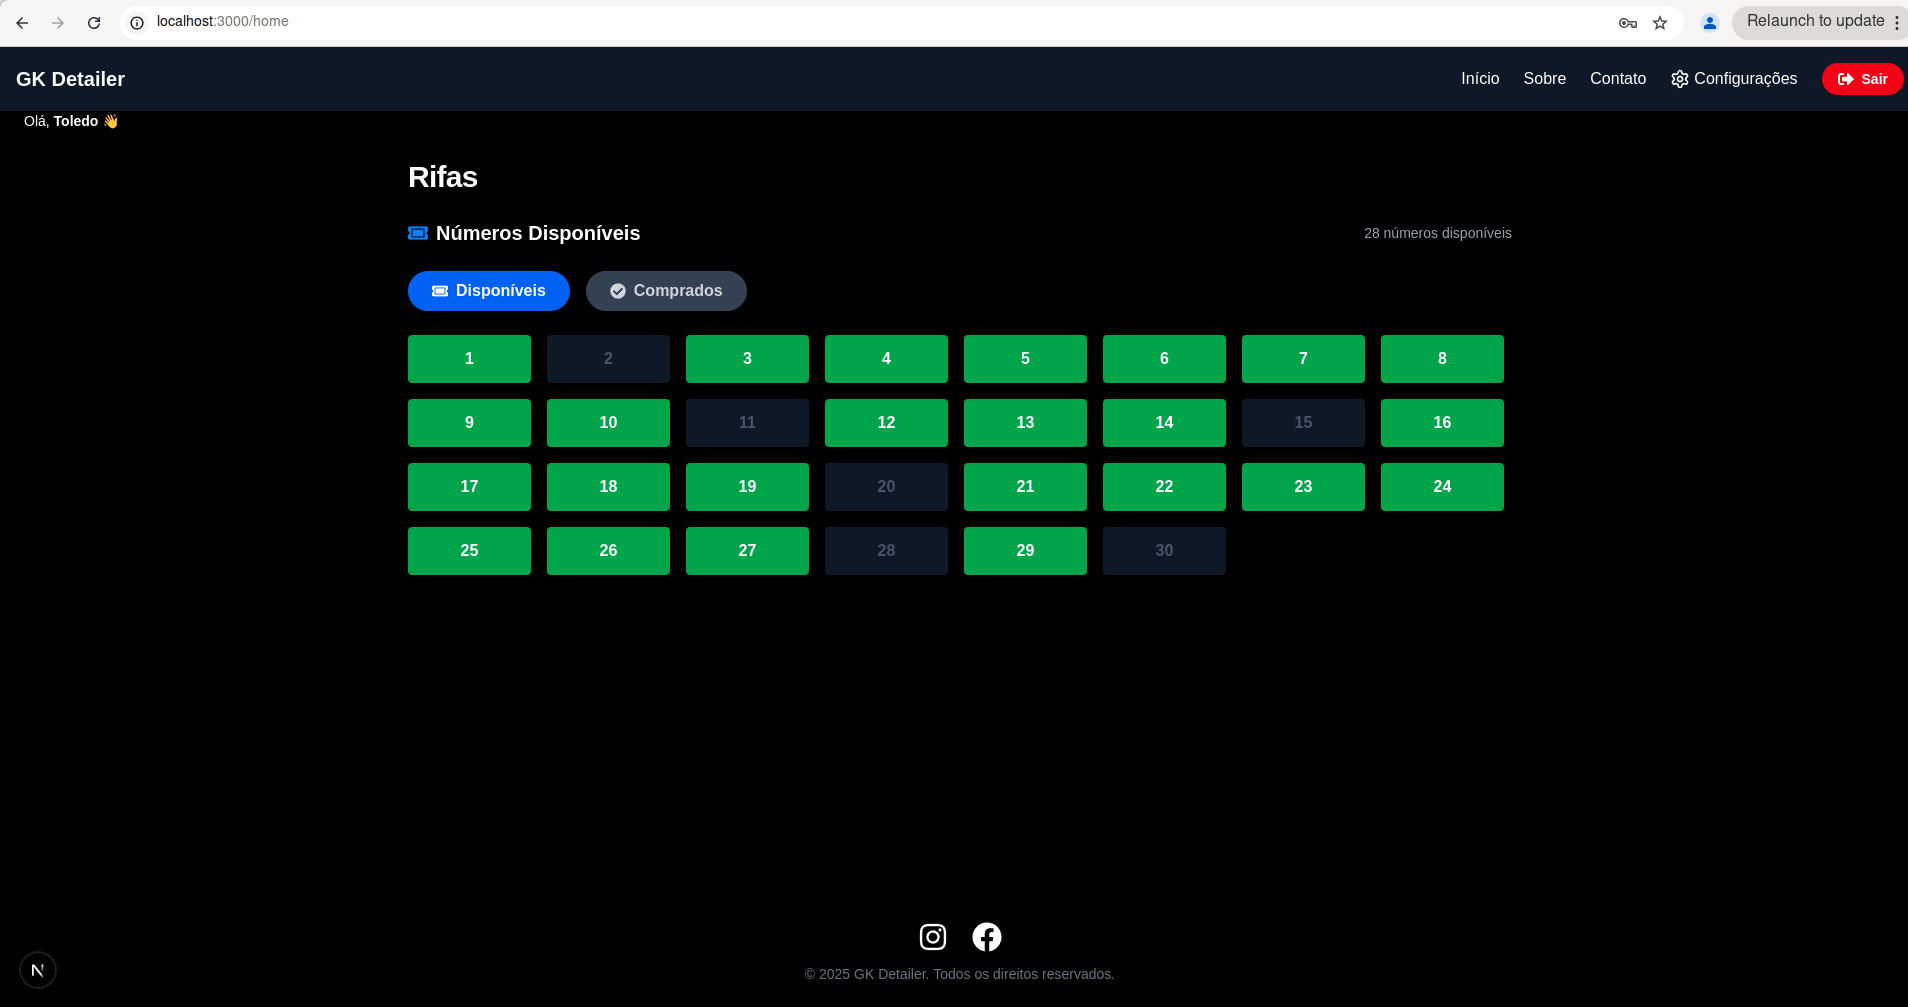 localhost:3000/home
Relaunch to update
GK Detailer
Início Sobre Contato Configurações Sair
Olá, Toledo 👋
Rifas
Números Disponíveis
28 números disponíveis
Disponíveis Comprados
1 2 3 4 5 6 7 8
9 10 11 12 13 14 15 16
17 18 19 20 21 22 23 24
25 26 27 28 29 30
N
© 2025 GK Detailer. Todos os direitos reservados.